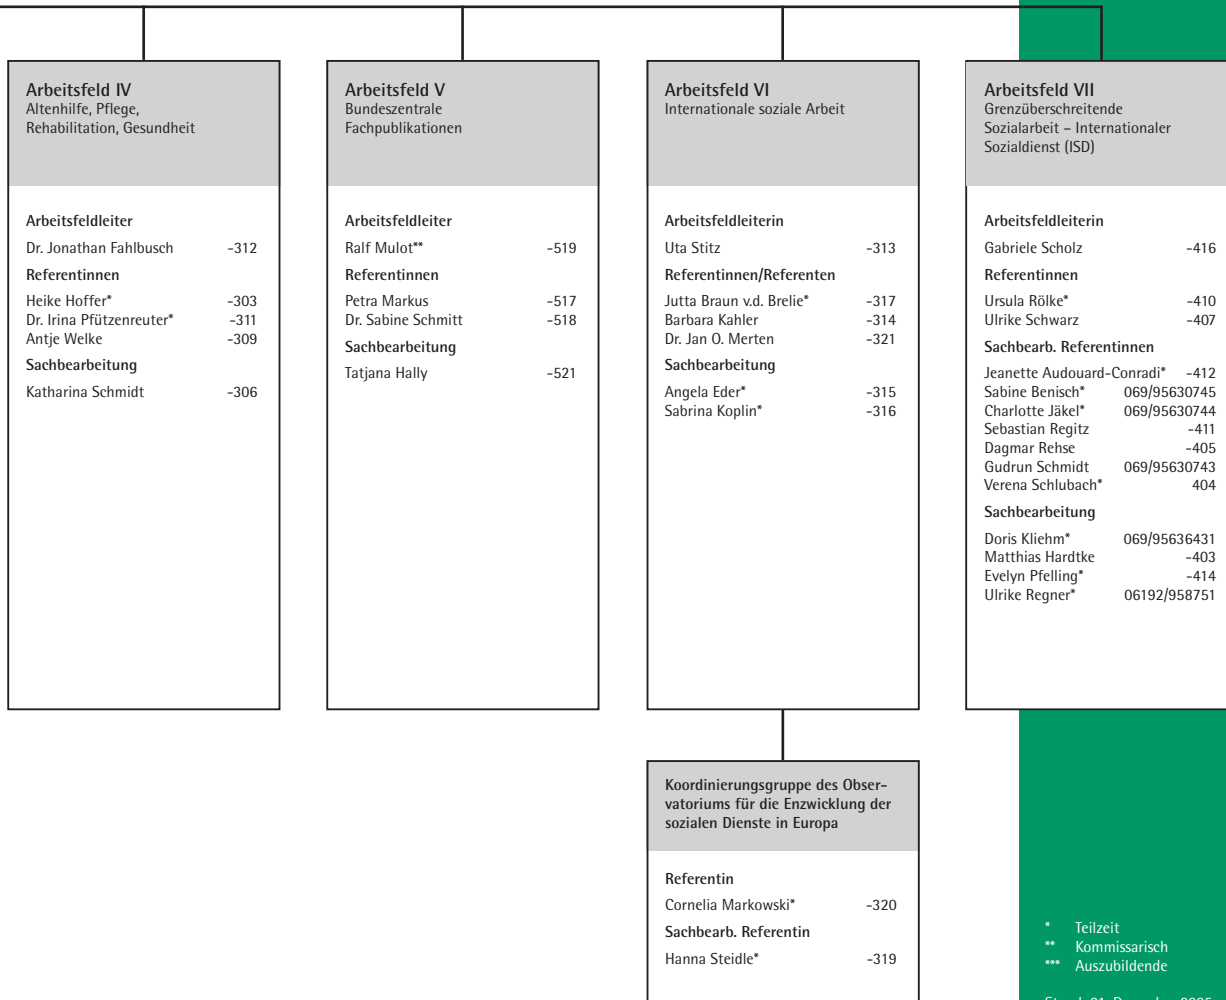 Arbeitsfeld IV
Altenhilfe, Pflege,
Rehabilitation, Gesundheit
Arbeitsfeldleiter
Dr. Jonathan Fahlbusch -312
Referentinnen
Heike Hoffer* -303
Dr. Irina Pfützenreuter* -311
Antje Welke -309
Sachbearbeitung
Katharina Schmidt -306
Arbeitsfeld V
Bundeszentrale
Fachpublikationen
Arbeitsfeldleiter
Ralf Mulot** -519
Referentinnen
Petra Markus -517
Dr. Sabine Schmitt -518
Sachbearbeitung
Tatjana Hally -521
Arbeitsfeld VI
Internationale soziale Arbeit
Arbeitsfeldleiterin
Uta Stitz -313
Referentinnen/Referenten
Jutta Braun v.d. Brelie* -317
Barbara Kahler -314
Dr. Jan O. Merten -321
Sachbearbeitung
Angela Eder* -315
Sabrina Koplin* -316
Koordinierungsgruppe des Obser-
vatoriums für die Enzwicklung der
sozialen Dienste in Europa
Referentin
Cornelia Markowski* -320
Sachbearb. Referentin
Hanna Steidle* -319
Arbeitsfeld VII
Grenzüberschreitende
Sozialarbeit – Internationaler
Sozialdienst (ISD)
Arbeitsfeldleiterin
Gabriele Scholz -416
Referentinnen
Ursula Rölke* -410
Ulrike Schwarz -407
Sachbearb. Referentinnen
Jeanette Audouard-Conradi* -412
Sabine Benisch* 069/95630745
Charlotte Jäkel* 069/95630744
Sebastian Regitz -411
Dagmar Rehse -405
Gudrun Schmidt 069/95630743
Verena Schlubach* 404
Sachbearbeitung
Doris Kliehm* 069/95636431
Matthias Hardtke -403
Evelyn Pfelling* -414
Ulrike Regner* 06192/958751
* Teilzeit
** Kommissarisch
*** Auszubildende